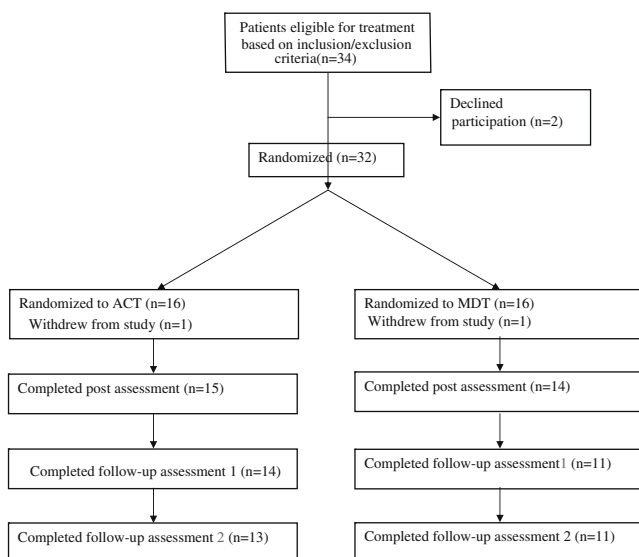 Patients eligible for treatment
based on inclusion/exclusion
criteria(n=34)
Declined
participation (n=2)
Randomized (n=32)
Randomized to ACT (n=16)
Withdrew from study (n=1)
Randomized to MDT (n=16)
Withdrew from study (n=1)
Completed post assessment (n=15)
Completed post assessment (n=14)
Completed follow-up assessment 1 (n=14)
Completed follow-up assessment1 (n=11)
Completed follow-up assessment 2 (n=13)
Completed follow-up assessment 2 (n=11)